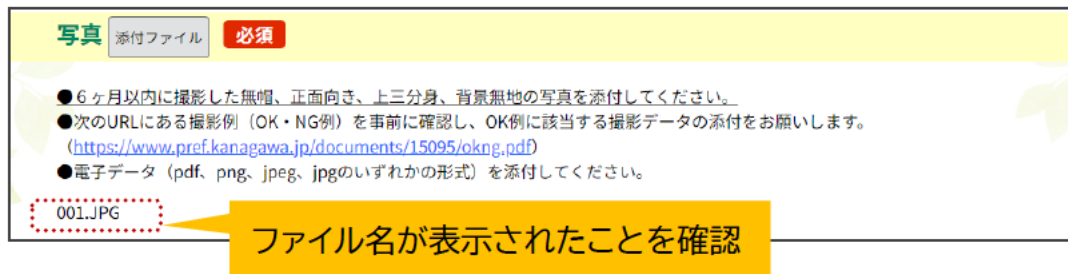 写真 添付ファイル 必須
●6ヶ月以内に撮影した無帽、正面向き、上三分身、背景無地の写真を添付してください。
●次のURLにある撮影例（OK・NG例）を事前に確認し、OK例に該当する撮影データの添付をお願いします。
（https://www.pref.kanagawa.jp/documents/15095/okng.pdf）
●電子データ（pdf、png、jpeg、jpgのいずれかの形式）を添付してください。
001.JPG
ファイル名が表示されたことを確認